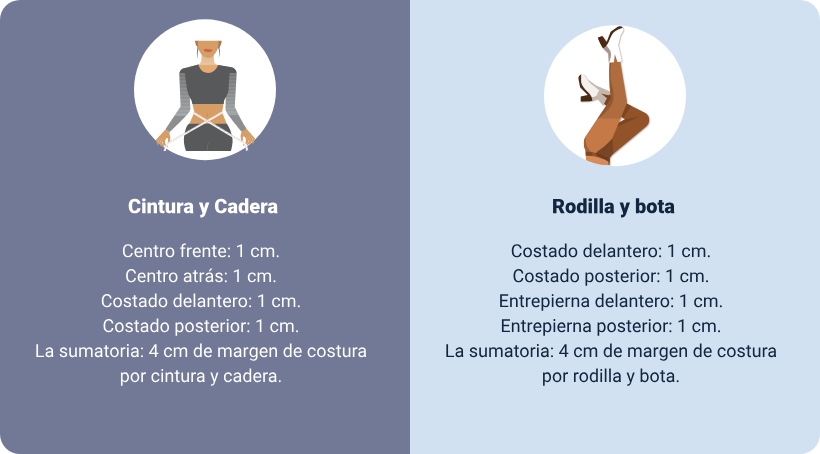 Cintura y Cadera
Centro frente: 1 cm.
Centro atrás: 1 cm.
Costado delantero: 1 cm.
Costado posterior: 1 cm.
La sumatoria: 4 cm de margen de costura
por cintura y cadera.
Rodilla y bota
Costado delantero: 1 cm.
Costado posterior: 1 cm.
Entrepierna delantero: 1 cm.
Entrepierna posterior: 1 cm.
La sumatoria: 4 cm de margen de costura
por rodilla y bota.